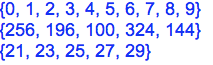 {0, 1, 2, 3, 4, 5, 6, 7, 8, 9}
{256, 196, 100, 324, 144}
{21, 23, 25, 27, 29}